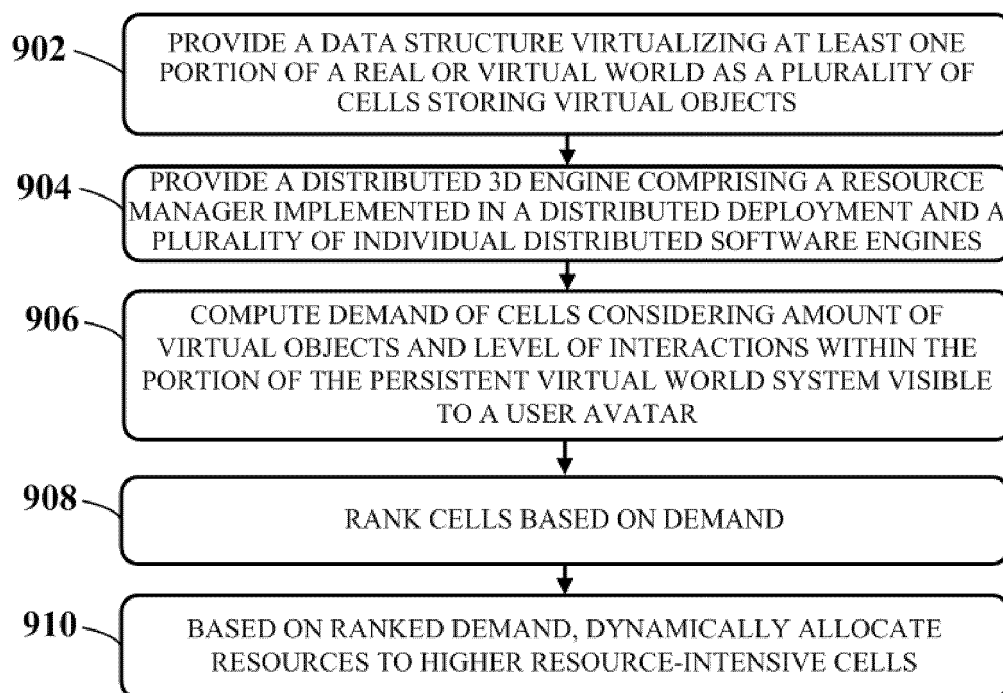 902
PROVIDE A DATA STRUCTURE VIRTUALIZING AT LEAST ONE
PORTION OF A REAL OR VIRTUAL WORLD AS A PLURALITY OF
CELLS STORING VIRTUAL OBJECTS
904
PROVIDE A DISTRIBUTED 3D ENGINE COMPRISING A RESOURCE
MANAGER IMPLEMENTED IN A DISTRIBUTED DEPLOYMENT AND A
PLURALITY OF INDIVIDUAL DISTRIBUTED SOFTWARE ENGINES
906
COMPUTE DEMAND OF CELLS CONSIDERING AMOUNT OF
VIRTUAL OBJECTS AND LEVEL OF INTERACTIONS WITHIN THE
PORTION OF THE PERSISTENT VIRTUAL WORLD SYSTEM VISIBLE
TO A USER AVATAR
908
RANK CELLS BASED ON DEMAND
910
BASED ON RANKED DEMAND, DYNAMICALLY ALLOCATE
RESOURCES TO HIGHER RESOURCE-INTENSIVE CELLS